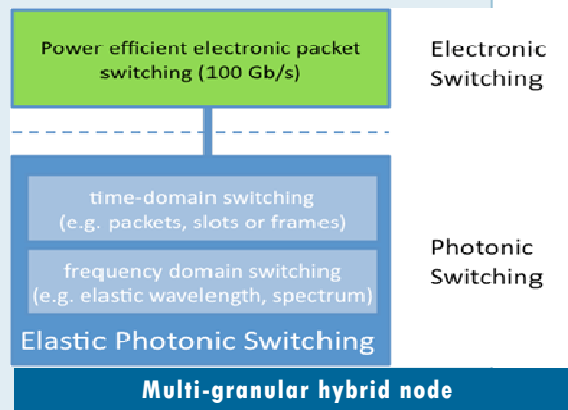 Power efficient electronic packet
switching (100 Gb/s)
Electronic
Switching
time-domain switching
(e.g. packets, slots or frames)
frequency domain switching
(e.g. elastic wavelength, spectrum)
Elastic Photonic Switching
Photonic
Switching
Multi-granular hybrid node